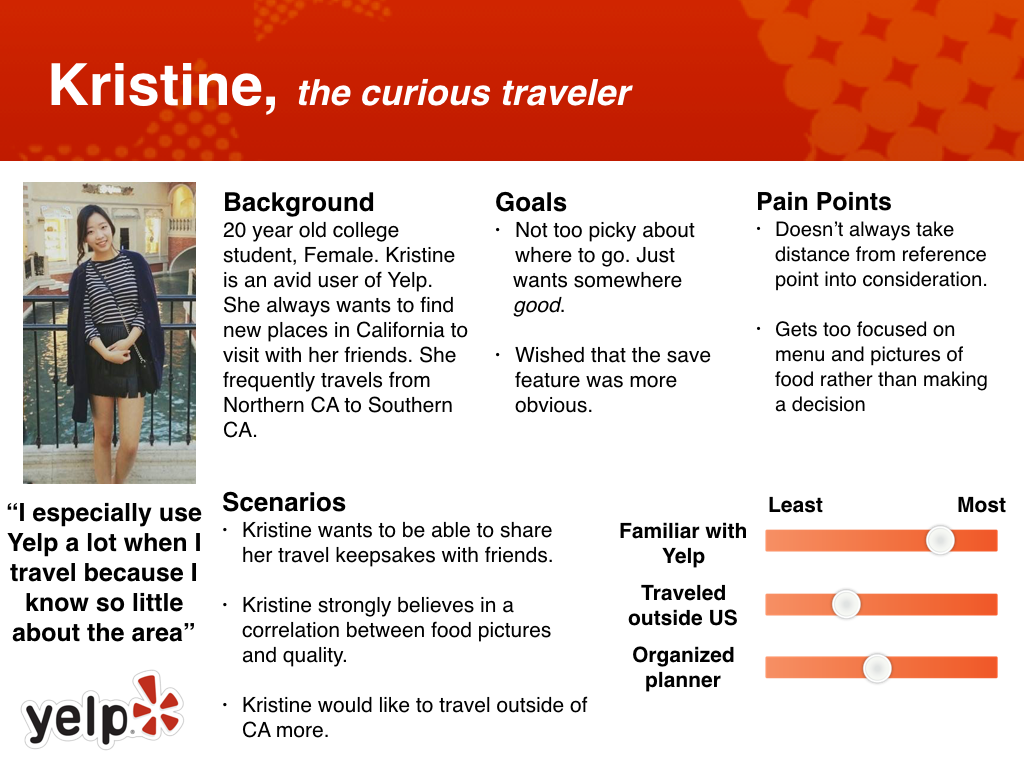 Kristine, the curious traveler
Background
20 year old college
student, Female. Kristine
is an avid user of Yelp.
She always wants to find
new places in California to
visit with her friends. She
frequently travels from
Northern CA to Southern
CA.
Goals
• Not too picky about
where to go. Just
wants somewhere
good.
• Wished that the save
feature was more
obvious.
Pain Points
• Doesn’t always take
distance from reference
point into consideration.
• Gets too focused on
menu and pictures of
food rather than making
a decision
“I especially use
Yelp a lot when I
travel because I
know so little
about the area”
yelp
Scenarios
• Kristine wants to be able to share
her travel keepsakes with friends.
• Kristine strongly believes in a
correlation between food pictures
and quality.
• Kristine would like to travel outside of
CA more.
Least Most
Familiar with
Yelp
Traveled
outside US
Organized
planner